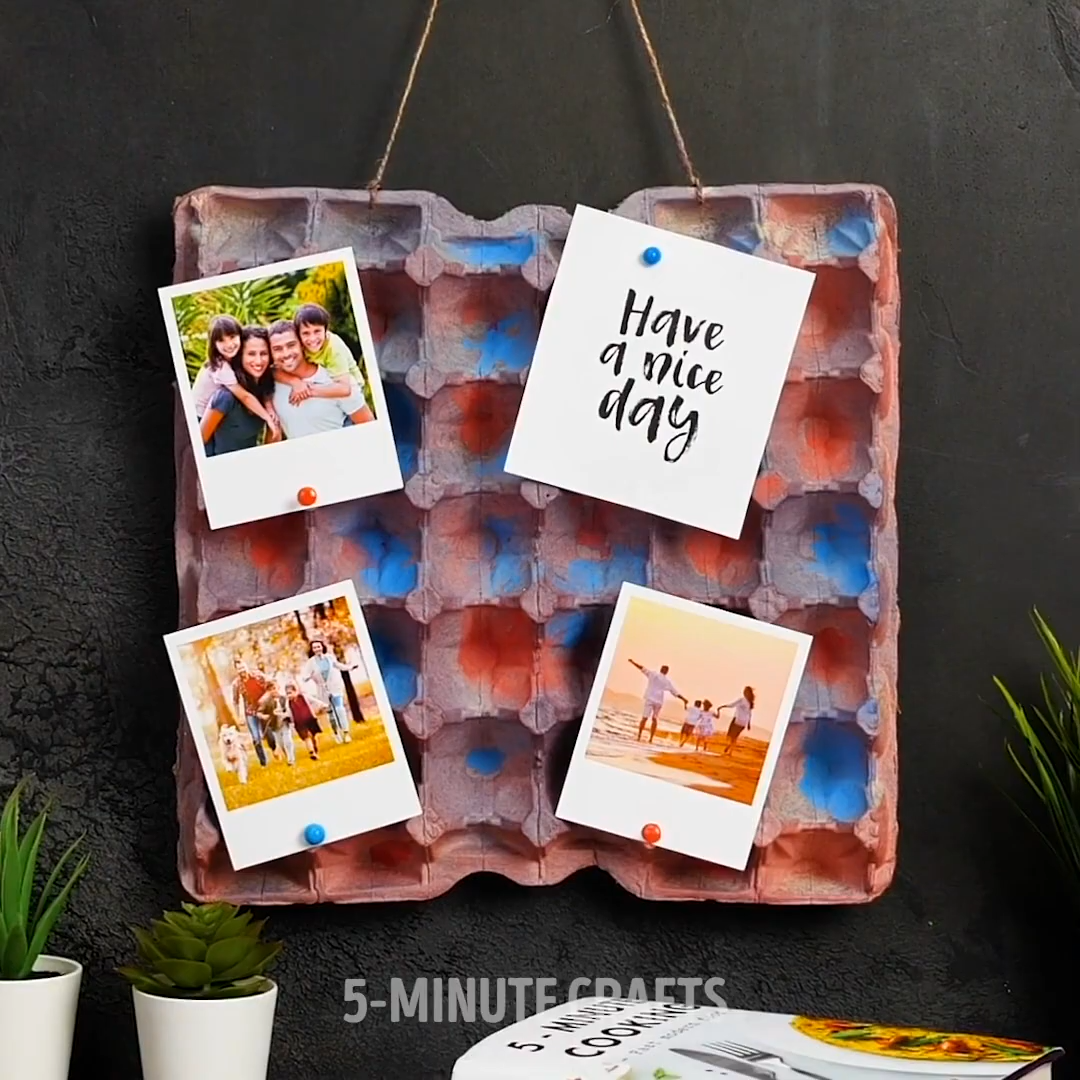 Have
a nice
day
5-MINUTE CRAFTS
5-MINUTE
COOKING